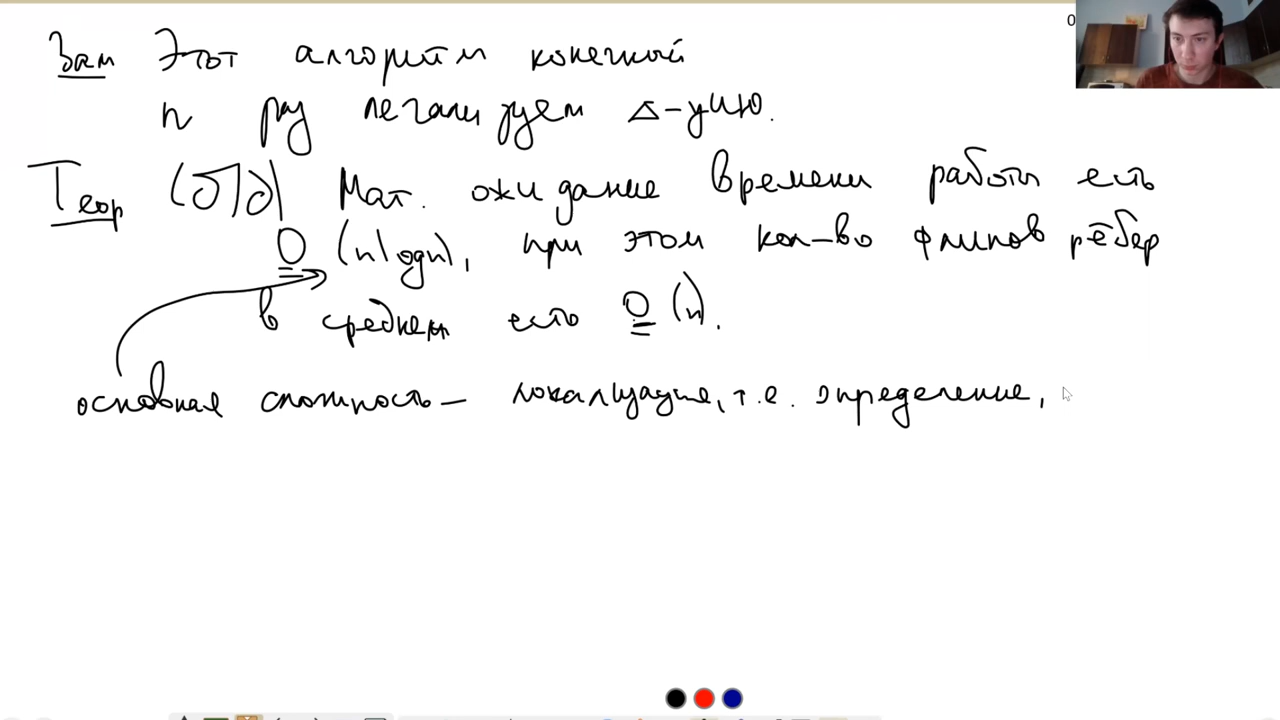 Зам Этот алгоритм конечный
n раз легализуем Δ-цию.
Теор (б/д) Мат. ожидание времени работы есть
O (n log n), при этом кол-во флипов рёбер
в среднем есть O (n).
основная сложность – локализация, т.е. определение,